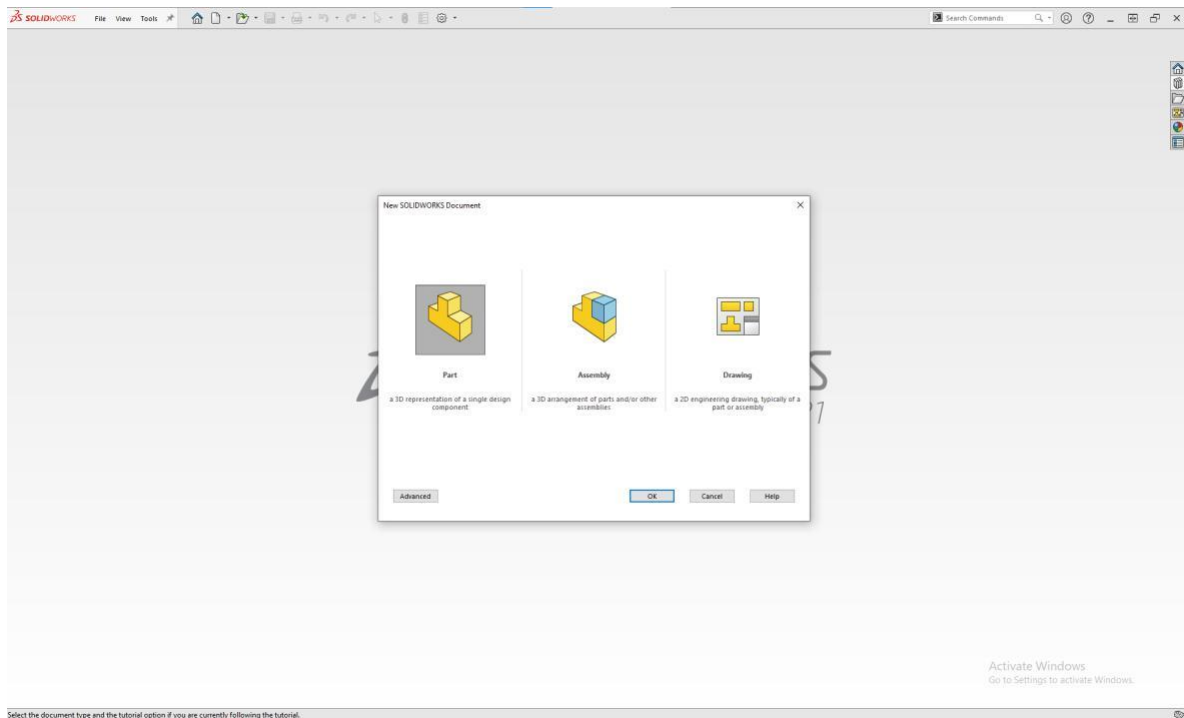 SOLIDWORKS File View Tools
Search Commands
New SOLIDWORKS Document
Part
Assembly
Drawing
a 3D representation of a single design
component
a 3D arrangement of parts and/or other
assemblies
a 2D engineering drawing, typically of a
part or assembly
Advanced
OK
Cancel
Help
Activate Windows
Go to Settings to activate Windows.
Select the document type and the tutorial option if you are currently following the tutorial.